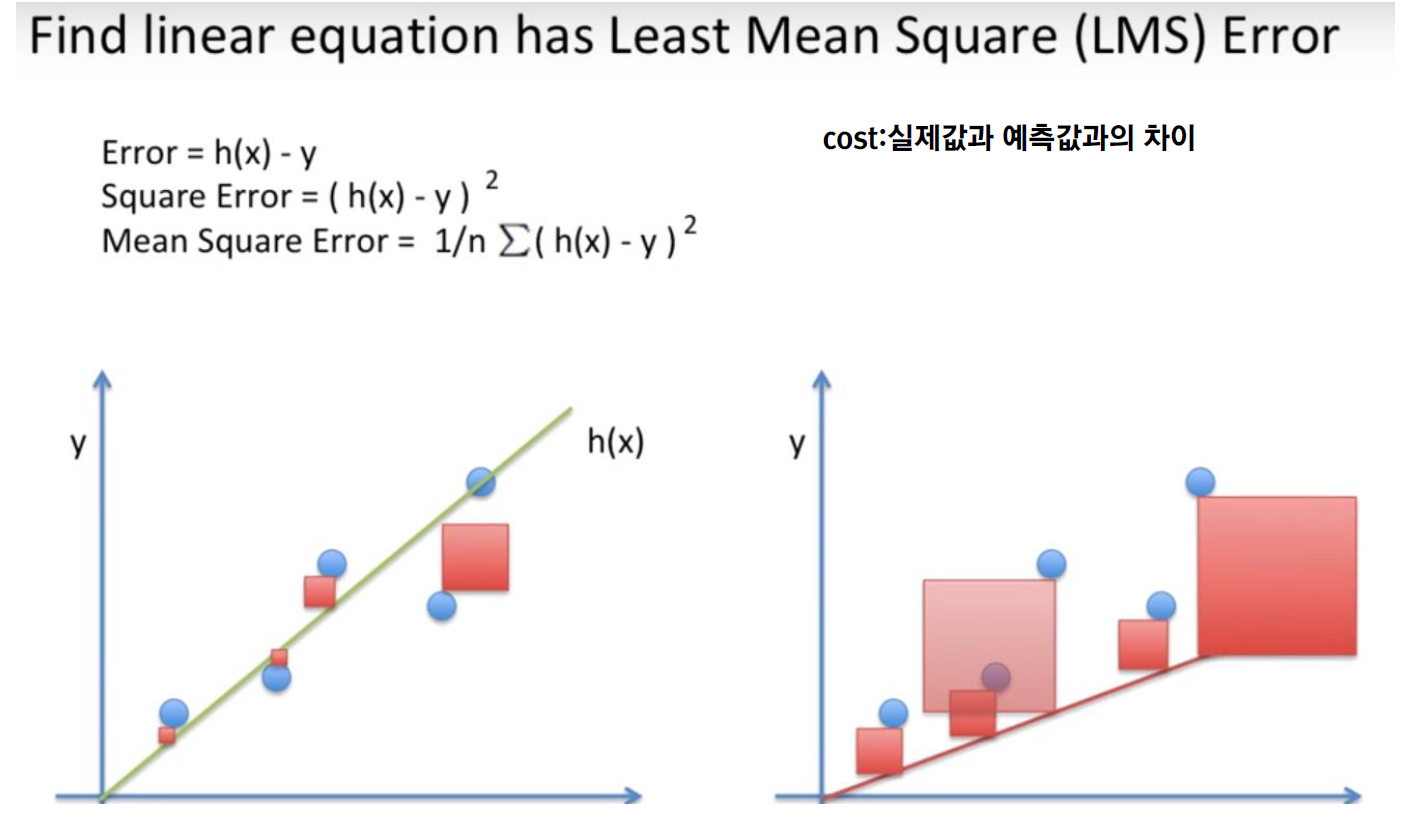 Find linear equation has Least Mean Square (LMS) Error
cost:실제값과 예측값과의 차이
Error = h(x) - y
Square Error = ( h(x) - y ) 2
Mean Square Error = 1/n ∑( h(x) - y ) 2
y
h(x)
y